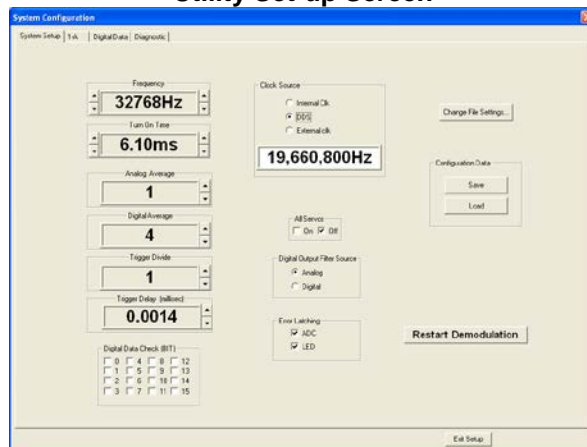 Utility Set-up Screen
System Configuration
System Setup
Digital Data
Diagnostic
Frequency
32768Hz
Turn On Time
6.10ms
Analog Average
1
Digital Average
4
Trigger Divide
1
Trigger Delay (millisec)
0.0014
Digital Data Check (BIT)
0 4 8 12
1 5 9 13
2 6 10 14
3 7 11 15
Clock Source
Internal Clk
DDS
External clk
19,660,800Hz
All Servos
On Off
Digital Output Filter Source
Analog
Digital
Error Latching
ADC
LED
Change File Settings...
Configuration Data
Save
Load
Restart Demodulation
Exit Setup